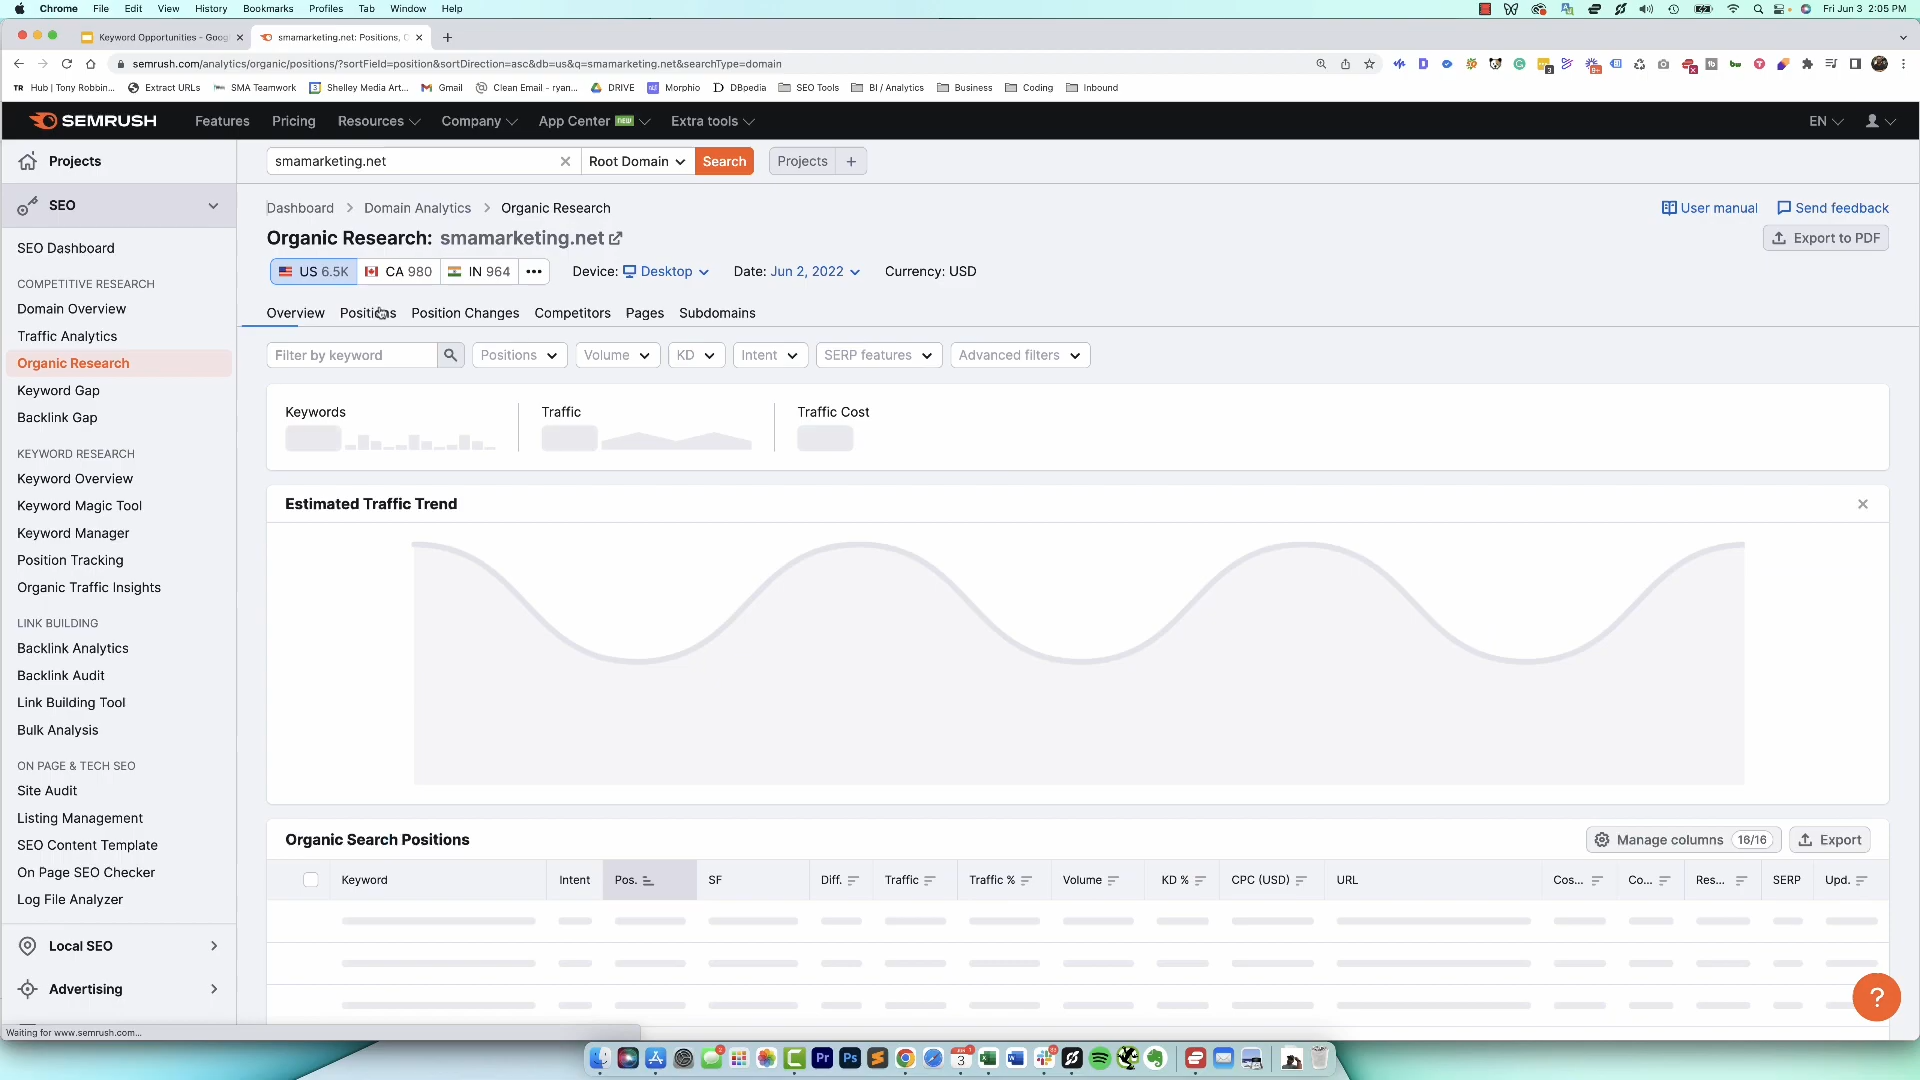 Chrome File Edit View History Bookmarks Profiles Tab Window Help Fri Jun 3 2:05 PM
Keyword Opportunities - Goog smamarketing.net: Positions, O
semrush.com/analytics/organic/positions/?sortField=position&sortDirection=asc&db=us&q=smamarketing.net&searchType=domain
TR Hub | Tony Robbin... Extract URLs SMA Teamwork Shelley Media Art... Gmail Clean Email - ryan... DRIVE Morphio DBpedia SEO Tools BI / Analytics Business Coding Inbound
SEMRUSH Features Pricing Resources Company App Center NEW Extra tools EN
Projects smamarketing.net Root Domain Search Projects +
SEO
Dashboard > Domain Analytics > Organic Research User manual Send feedback
Organic Research: smamarketing.net Export to PDF
US 6.5K CA 980 IN 964 ••• Device: Desktop Date: Jun 2, 2022 Currency: USD
Overview Positions Position Changes Competitors Pages Subdomains
Filter by keyword Positions Volume KD Intent SERP features Advanced filters
Keywords Traffic Traffic Cost
Estimated Traffic Trend
Organic Search Positions Manage columns 16/16 Export
Keyword Intent Pos. SF Diff. Traffic Traffic % Volume KD % CPC (USD) URL Cos... Co... Res... SERP Upd.
SEO Dashboard
COMPETITIVE RESEARCH
Domain Overview
Traffic Analytics
Organic Research
Keyword Gap
Backlink Gap
KEYWORD RESEARCH
Keyword Overview
Keyword Magic Tool
Keyword Manager
Position Tracking
Organic Traffic Insights
LINK BUILDING
Backlink Analytics
Backlink Audit
Link Building Tool
Bulk Analysis
ON PAGE & TECH SEO
Site Audit
Listing Management
SEO Content Template
On Page SEO Checker
Log File Analyzer
Local SEO
Advertising
?
Waiting for www.semrush.com...
Pr Ps